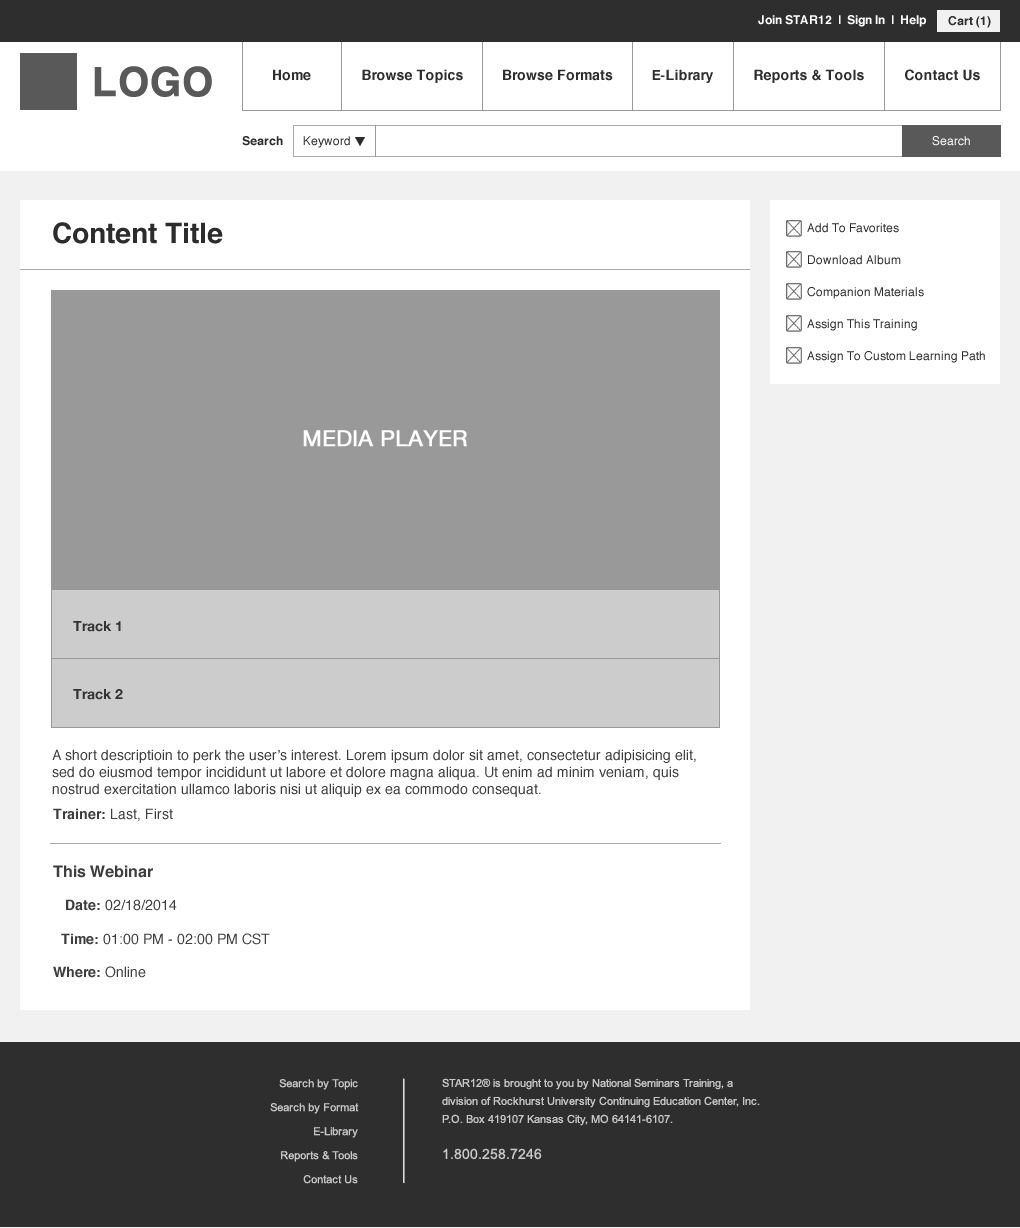 Join STAR12 | Sign In | Help Cart (1)
LOGO
Home Browse Topics Browse Formats E-Library Reports & Tools Contact Us
Search Keyword Search
Content Title
MEDIA PLAYER
Track 1
Track 2
A short descriptioin to perk the user’s interest. Lorem ipsum dolor sit amet, consectetur adipisicing elit,
sed do eiusmod tempor incididunt ut labore et dolore magna aliqua. Ut enim ad minim veniam, quis
nostrud exercitation ullamco laboris nisi ut aliquip ex ea commodo consequat.
Trainer: Last, First
This Webinar
Date: 02/18/2014
Time: 01:00 PM - 02:00 PM CST
Where: Online
Add To Favorites
Download Album
Companion Materials
Assign This Training
Assign To Custom Learning Path
Search by Topic
Search by Format
E-Library
Reports & Tools
Contact Us
STAR12® is brought to you by National Seminars Training, a
division of Rockhurst University Continuing Education Center, Inc.
P.O. Box 419107 Kansas City, MO 64141-6107.
1.800.258.7246